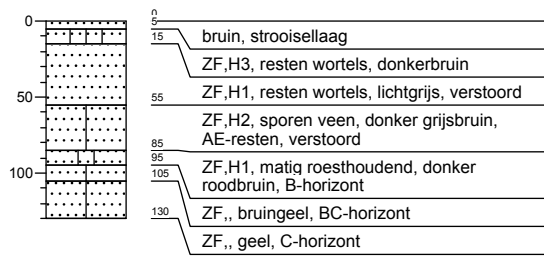 0
50
100
0
5
15
55
85
95
105
130
bruin, strooisellaag
ZF,H3, resten wortels, donkerbruin
ZF,H1, resten wortels, lichtgrijs, verstoord
ZF,H2, sporen veen, donker grijsbruin,
AE-resten, verstoord
ZF,H1, matig roesthoudend, donker
roodbruin, B-horizont
ZF,, bruingeel, BC-horizont
ZF,, geel, C-horizont